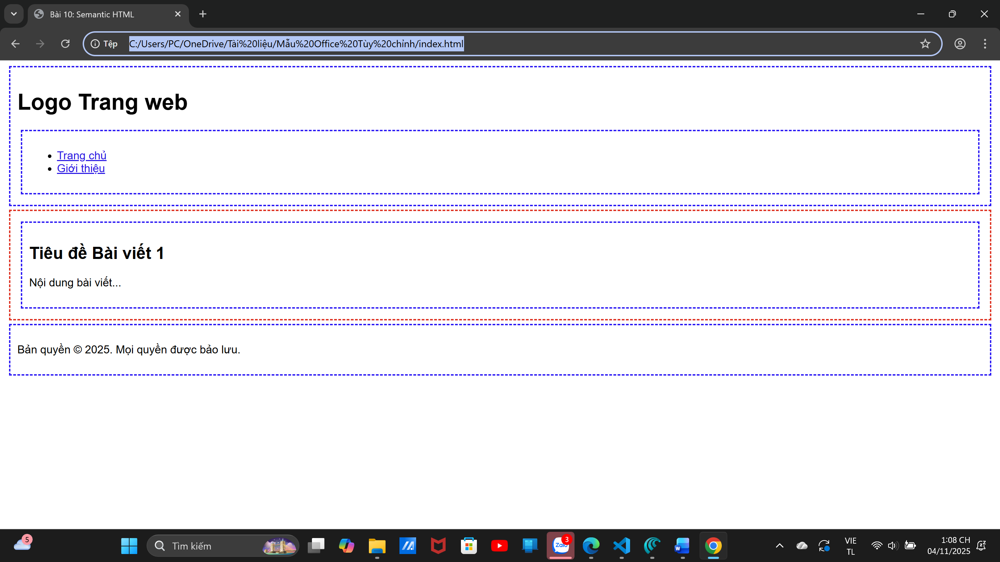 Bài 10: Semantic HTML
Tệp C:/Users/PC/OneDrive/Tài%20liệu/Mẫu%20Office%20Tùy%20chỉnh/index.html
Logo Trang web
Trang chủ
Giới thiệu
Tiêu đề Bài viết 1
Nội dung bài viết...
Bản quyền © 2025. Mọi quyền được bảo lưu.
5
Tìm kiếm
Zalo
3
W
VIE
TL
1:08 CH
04/11/2025